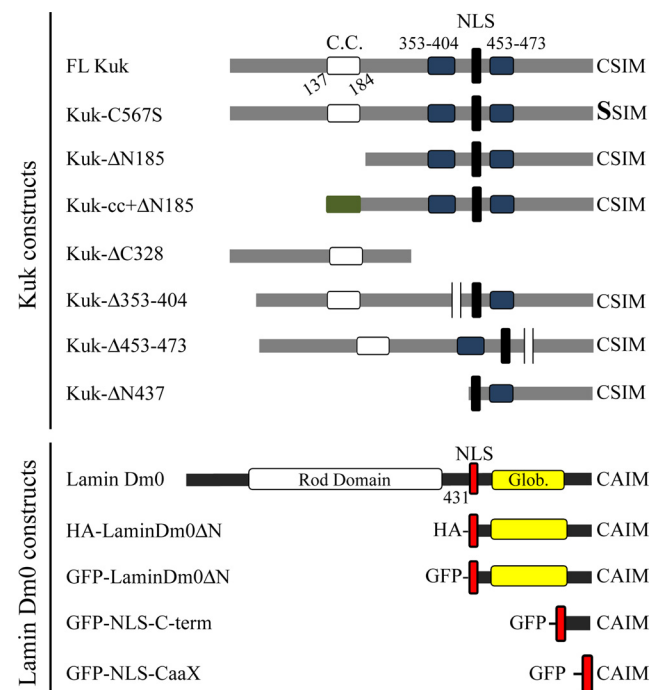 NLS
C.C. 353-404 453-473
FL Kuk CSIM
137 184
Kuk-C567S SSIM
Kuk-ΔN185 CSIM
Kuk-cc+ΔN185 CSIM
Kuk-ΔC328
Kuk-Δ353-404 CSIM
Kuk-Δ453-473 CSIM
Kuk-ΔN437 CSIM
Kuk constructs
NLS
Lamin Dm0 Rod Domain Glob. CAIM
431
HA-LaminDm0ΔN HA- CAIM
GFP-LaminDm0ΔN GFP- CAIM
GFP-NLS-C-term GFP- CAIM
GFP-NLS-CaaX GFP - CAIM
Lamin Dm0 constructs